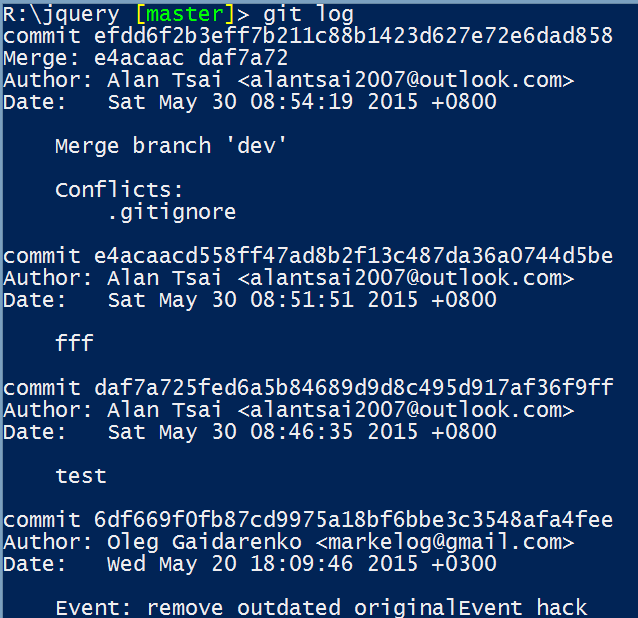 R:\jquery [master]> git log
commit efdd6f2b3eff7b211c88b1423d627e72e6dad858
Merge: e4acaac daf7a72
Author: Alan Tsai <alantsai2007@outlook.com>
Date:   Sat May 30 08:54:19 2015 +0800
    Merge branch 'dev'
    Conflicts:
        .gitignore
commit e4acaacd558ff47ad8b2f13c487da36a0744d5be
Author: Alan Tsai <alantsai2007@outlook.com>
Date:   Sat May 30 08:51:51 2015 +0800
    fff
commit daf7a725fed6a5b84689d9d8c495d917af36f9ff
Author: Alan Tsai <alantsai2007@outlook.com>
Date:   Sat May 30 08:46:35 2015 +0800
    test
commit 6df669f0fb87cd9975a18bf6bbe3c3548afa4fee
Author: Oleg Gaidarenko <markelog@gmail.com>
Date:   Wed May 20 18:09:46 2015 +0300
    Event: remove outdated originalEvent hack